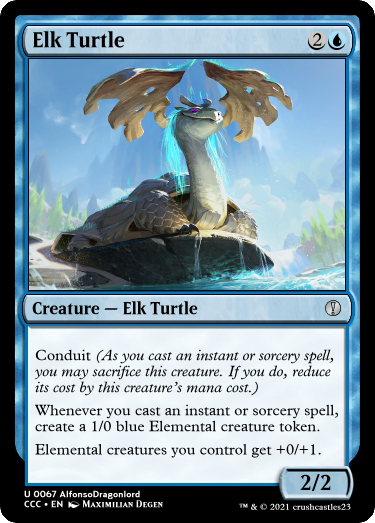 Elk Turtle 2
Creature — Elk Turtle
Conduit (As you cast an instant or sorcery spell,
you may sacrifice this creature. If you do, reduce
its cost by this creature's mana cost.)
Whenever you cast an instant or sorcery spell,
create a 1/0 blue Elemental creature token.
Elemental creatures you control get +0/+1.
2/2
U 0067 AlfonsoDragonlord
CCC • EN Maximilian Degen
™ & © 2021 crushcastles23